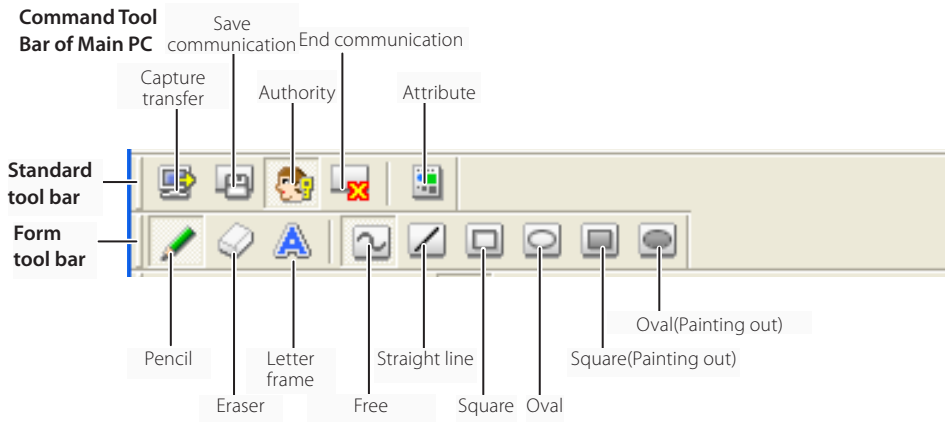 Command Tool
Bar of Main PC
Save
communication
End communication
Capture
transfer
Authority
Attribute
Standard
tool bar
Form
tool bar
Oval(Painting out)
Pencil
Letter
frame
Straight line
Square(Painting out)
Eraser
Free
Square
Oval